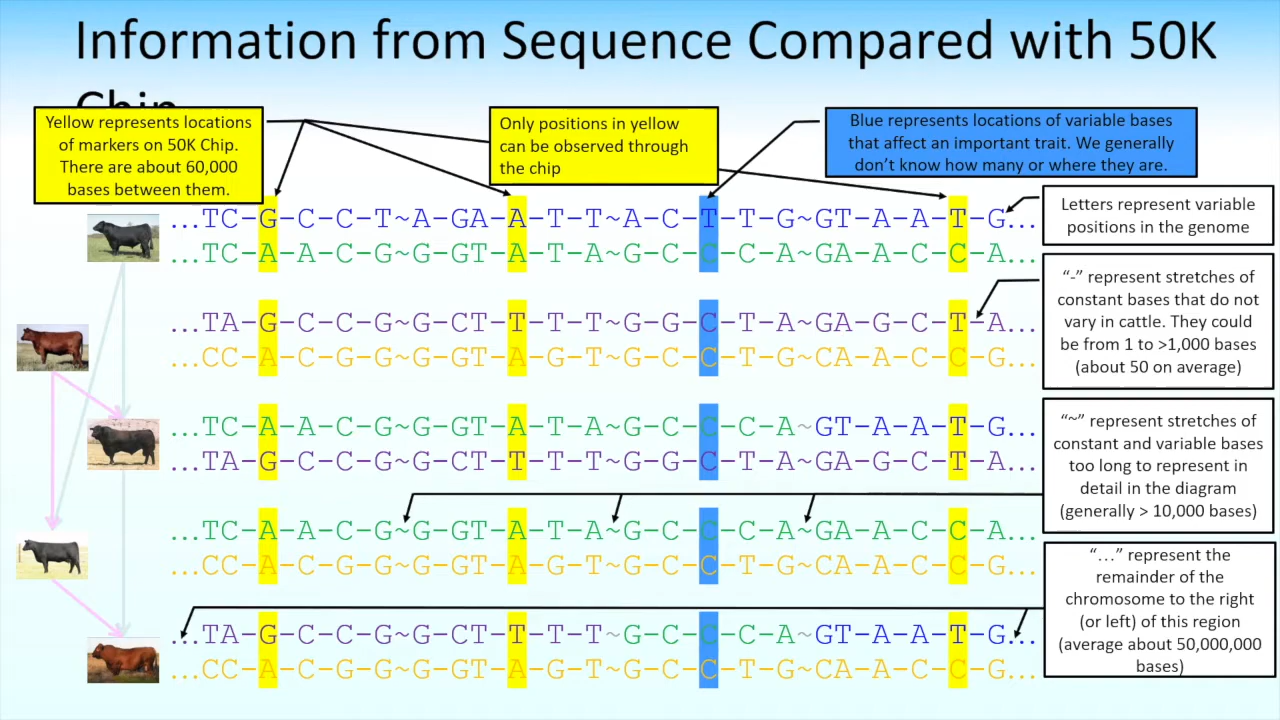 Information from Sequence Compared with 50K
Chip
Yellow represents locations
of markers on 50K Chip.
There are about 60,000
bases between them.
Only positions in yellow
can be observed through
the chip
Blue represents locations of variable bases
that affect an important trait. We generally
don’t know how many or where they are.
Letters represent variable
positions in the genome
…TC-G-C-C-T~A-GA-A-T-T~A-C-T-T-G~GT-A-A-T-G…
…TC-A-A-C-G~G-GT-A-T-A~G-C-C-C-A~GA-A-C-C-A…
“-” represent stretches of
constant bases that do not
vary in cattle. They could
be from 1 to >1,000 bases
(about 50 on average)
…TA-G-C-C-G~G-CT-T-T-T~G-G-C-T-A~GA-G-C-T-A…
…CC-A-C-G-G~G-GT-A-G-T~G-C-C-T-G~CA-A-C-C-G…
“~” represent stretches of
constant and variable bases
too long to represent in
detail in the diagram
(generally > 10,000 bases)
…TC-A-A-C-G~G-GT-A-T-A~G-C-C-C-A~GT-A-A-T-G…
…TA-G-C-C-G~G-CT-T-T-T~G-G-C-T-A~GA-G-C-T-A…
…TC-A-A-C-G~G-GT-A-T-A~G-C-C-C-A~GA-A-C-C-A…
…CC-A-C-G-G~G-GT-A-G-T~G-C-C-T-G~CA-A-C-C-G…
“…” represent the
remainder of the
chromosome to the right
(or left) of this region
(average about 50,000,000
bases)
…TA-G-C-C-G~G-CT-T-T-T~G-C-C-C-A~GT-A-A-T-G…
…CC-A-C-G-G~G-GT-A-G-T~G-C-C-T-G~CA-A-C-C-G…